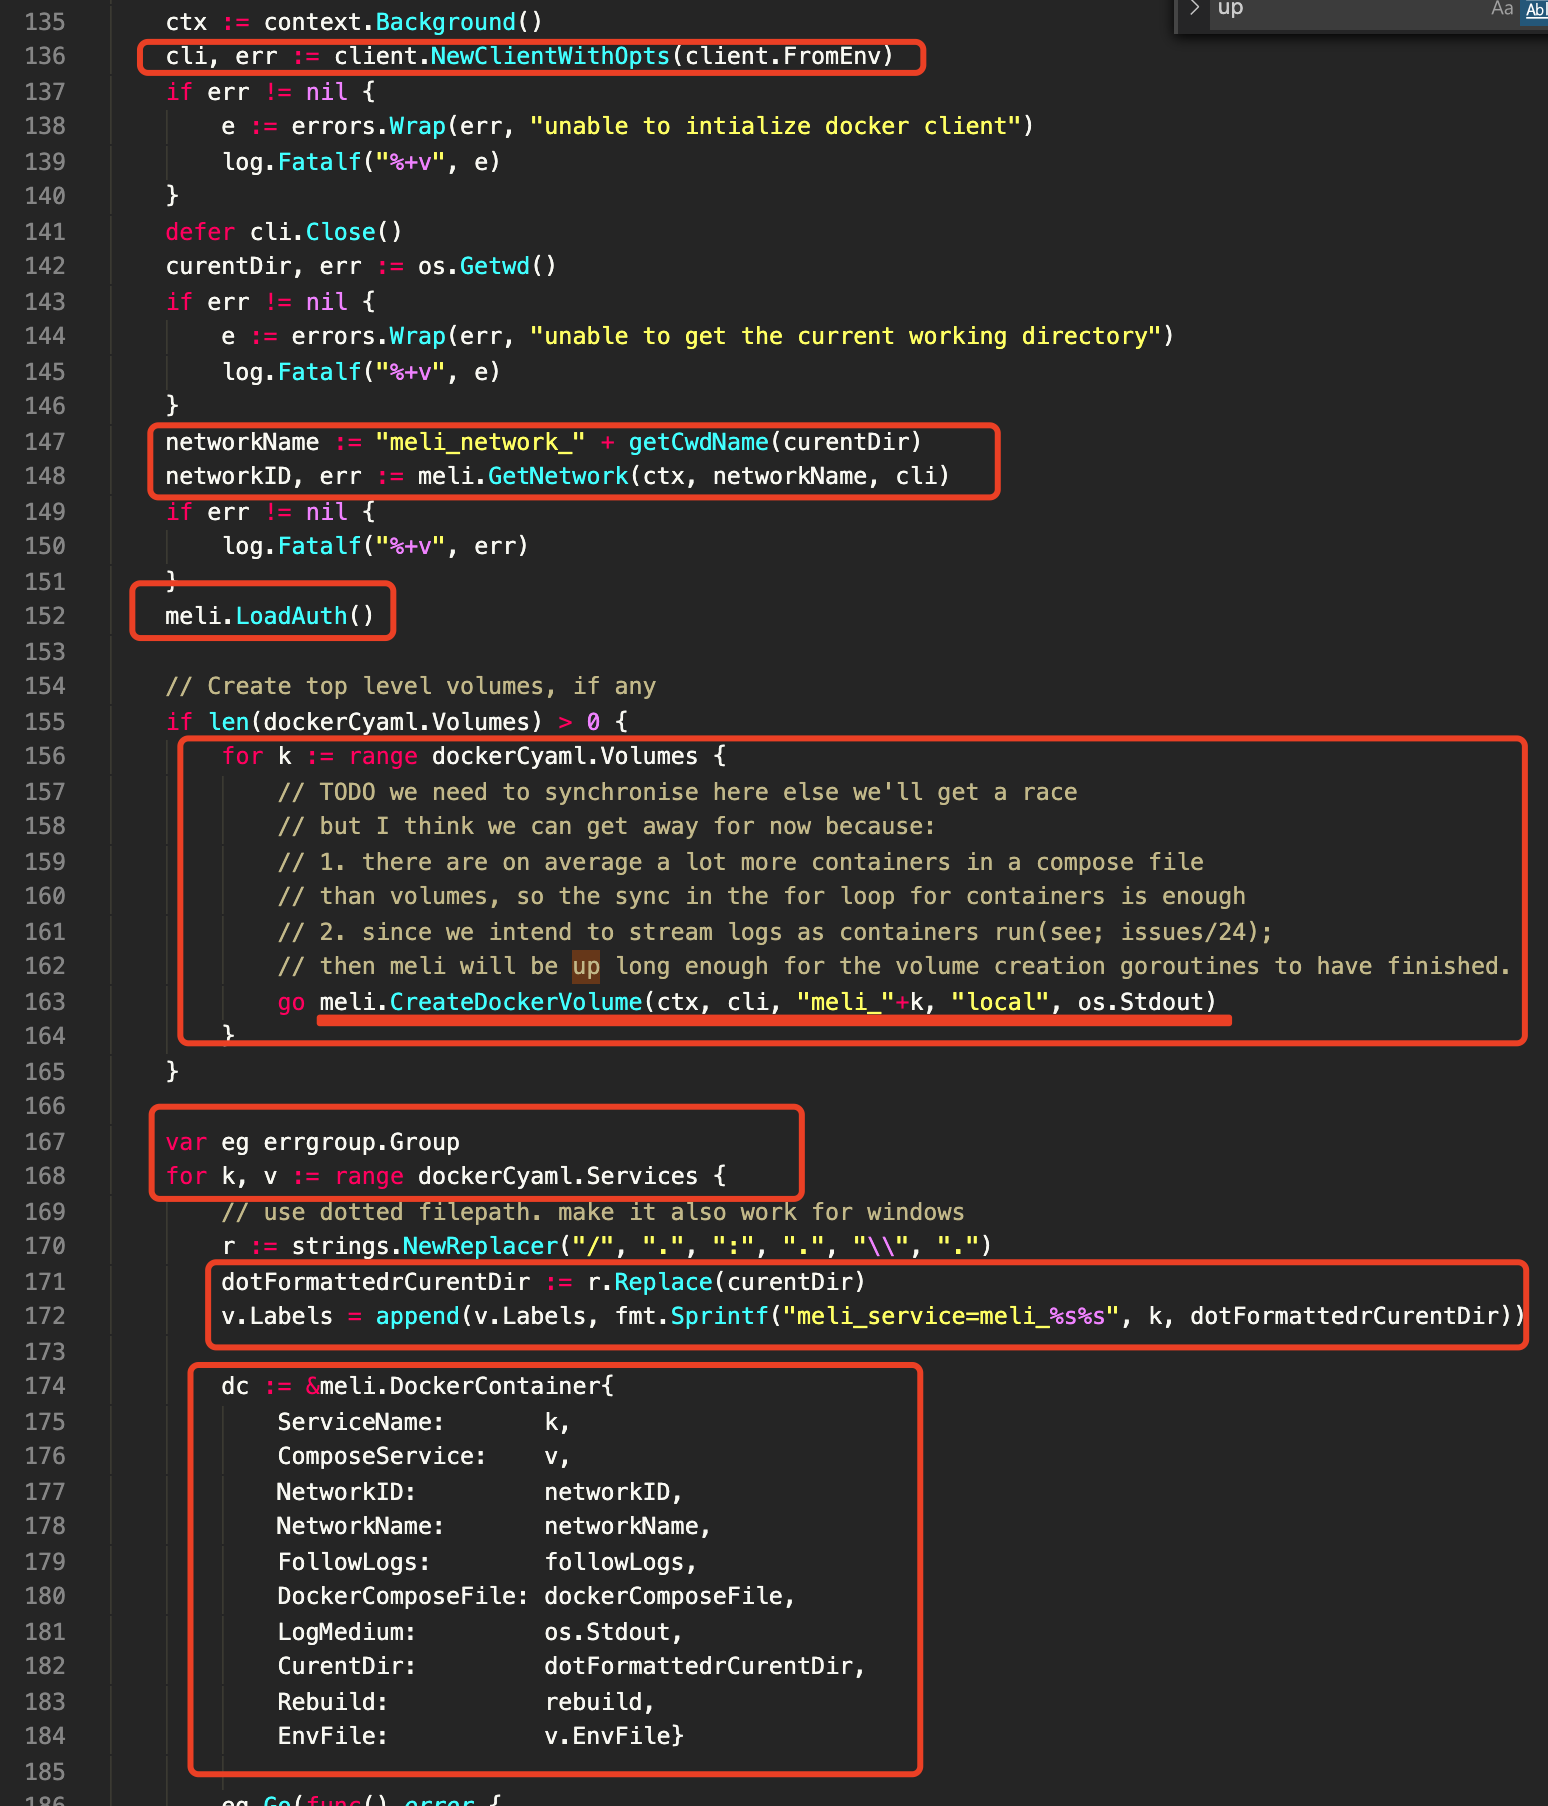 up Aa Abl
135 ctx := context.Background()
136 cli, err := client.NewClientWithOpts(client.FromEnv)
137 if err != nil {
138 e := errors.Wrap(err, "unable to intialize docker client")
139 log.Fatalf("%+v", e)
140 }
141 defer cli.Close()
142 curentDir, err := os.Getwd()
143 if err != nil {
144 e := errors.Wrap(err, "unable to get the current working directory")
145 log.Fatalf("%+v", e)
146 }
147 networkName := "meli_network_" + getCwdName(curentDir)
148 networkID, err := meli.GetNetwork(ctx, networkName, cli)
149 if err != nil {
150 log.Fatalf("%+v", err)
151 }
152 meli.LoadAuth()
153
154 // Create top level volumes, if any
155 if len(dockerCyaml.Volumes) > 0 {
156 for k := range dockerCyaml.Volumes {
157 // TODO we need to synchronise here else we'll get a race
158 // but I think we can get away for now because:
159 // 1. there are on average a lot more containers in a compose file
160 // than volumes, so the sync in the for loop for containers is enough
161 // 2. since we intend to stream logs as containers run(see; issues/24);
162 // then meli will be up long enough for the volume creation goroutines to have finished.
163 go meli.CreateDockerVolume(ctx, cli, "meli_"+k, "local", os.Stdout)
164 }
165 }
166
167 var eg errgroup.Group
168 for k, v := range dockerCyaml.Services {
169 // use dotted filepath. make it also work for windows
170 r := strings.NewReplacer("/", ".", ":", ".", "\\", ".")
171 dotFormattedrCurentDir := r.Replace(curentDir)
172 v.Labels = append(v.Labels, fmt.Sprintf("meli_service=meli_%s%s", k, dotFormattedrCurentDir))
173
174 dc := &meli.DockerContainer{
175 ServiceName: k,
176 ComposeService: v,
177 NetworkID: networkID,
178 NetworkName: networkName,
179 FollowLogs: followLogs,
180 DockerComposeFile: dockerComposeFile,
181 LogMedium: os.Stdout,
182 CurentDir: dotFormattedrCurentDir,
183 Rebuild: rebuild,
184 EnvFile: v.EnvFile}
185
186 eg.Go(func() error {